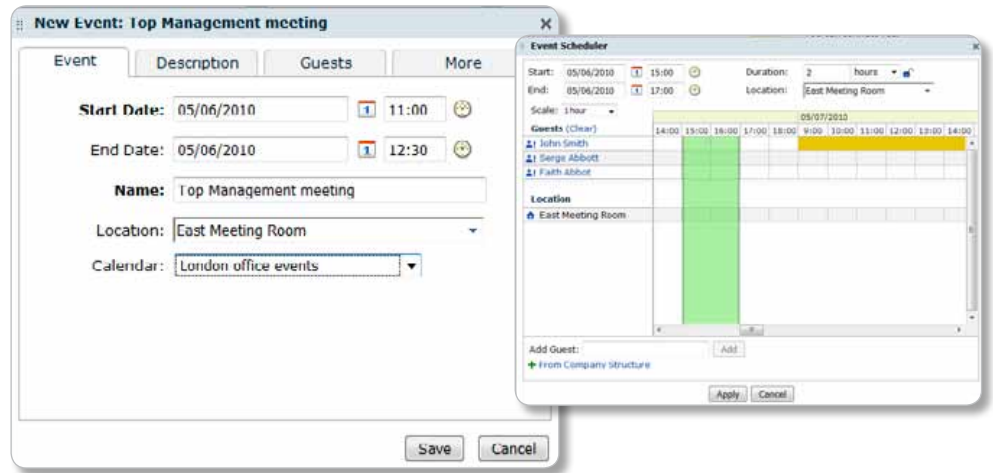 New Event: Top Management meeting
Event Description Guests More
Start Date: 05/06/2010 1 11:00
End Date: 05/06/2010 1 12:30
Name: Top Management meeting
Location: East Meeting Room
Calendar: London office events
Save Cancel
Event Scheduler
Start: 05/06/2010 1 15:00 Duration: 2 hours
End: 05/06/2010 1 17:00 Location: East Meeting Room
Scale: 1hour
05/07/2010
Guests (Clear) 14:00 15:00 16:00 17:00 18:00 9:00 10:00 11:00 12:00 13:00 14:00
John Smith
Serge Abbott
Faith Abbot
Location
East Meeting Room
Add Guest: Add
From Company Structure
Apply Cancel